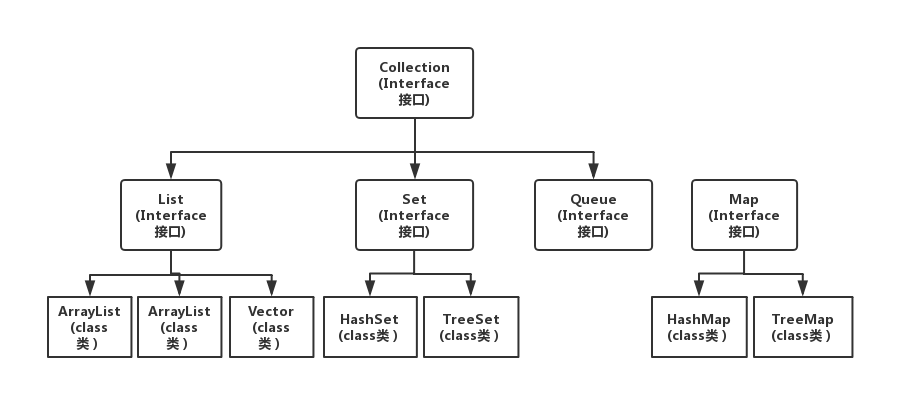 Collection
(Interface
接口)
List
(Interface
接口)
Set
(Interface
接口)
Queue
(Interface
接口)
Map
(Interface
接口)
ArrayList
(class
类 )
ArrayList
(class
类 )
Vector
(class
类 )
HashSet
(class类 )
TreeSet
(class类 )
HashMap
(class类 )
TreeMap
(class类 )